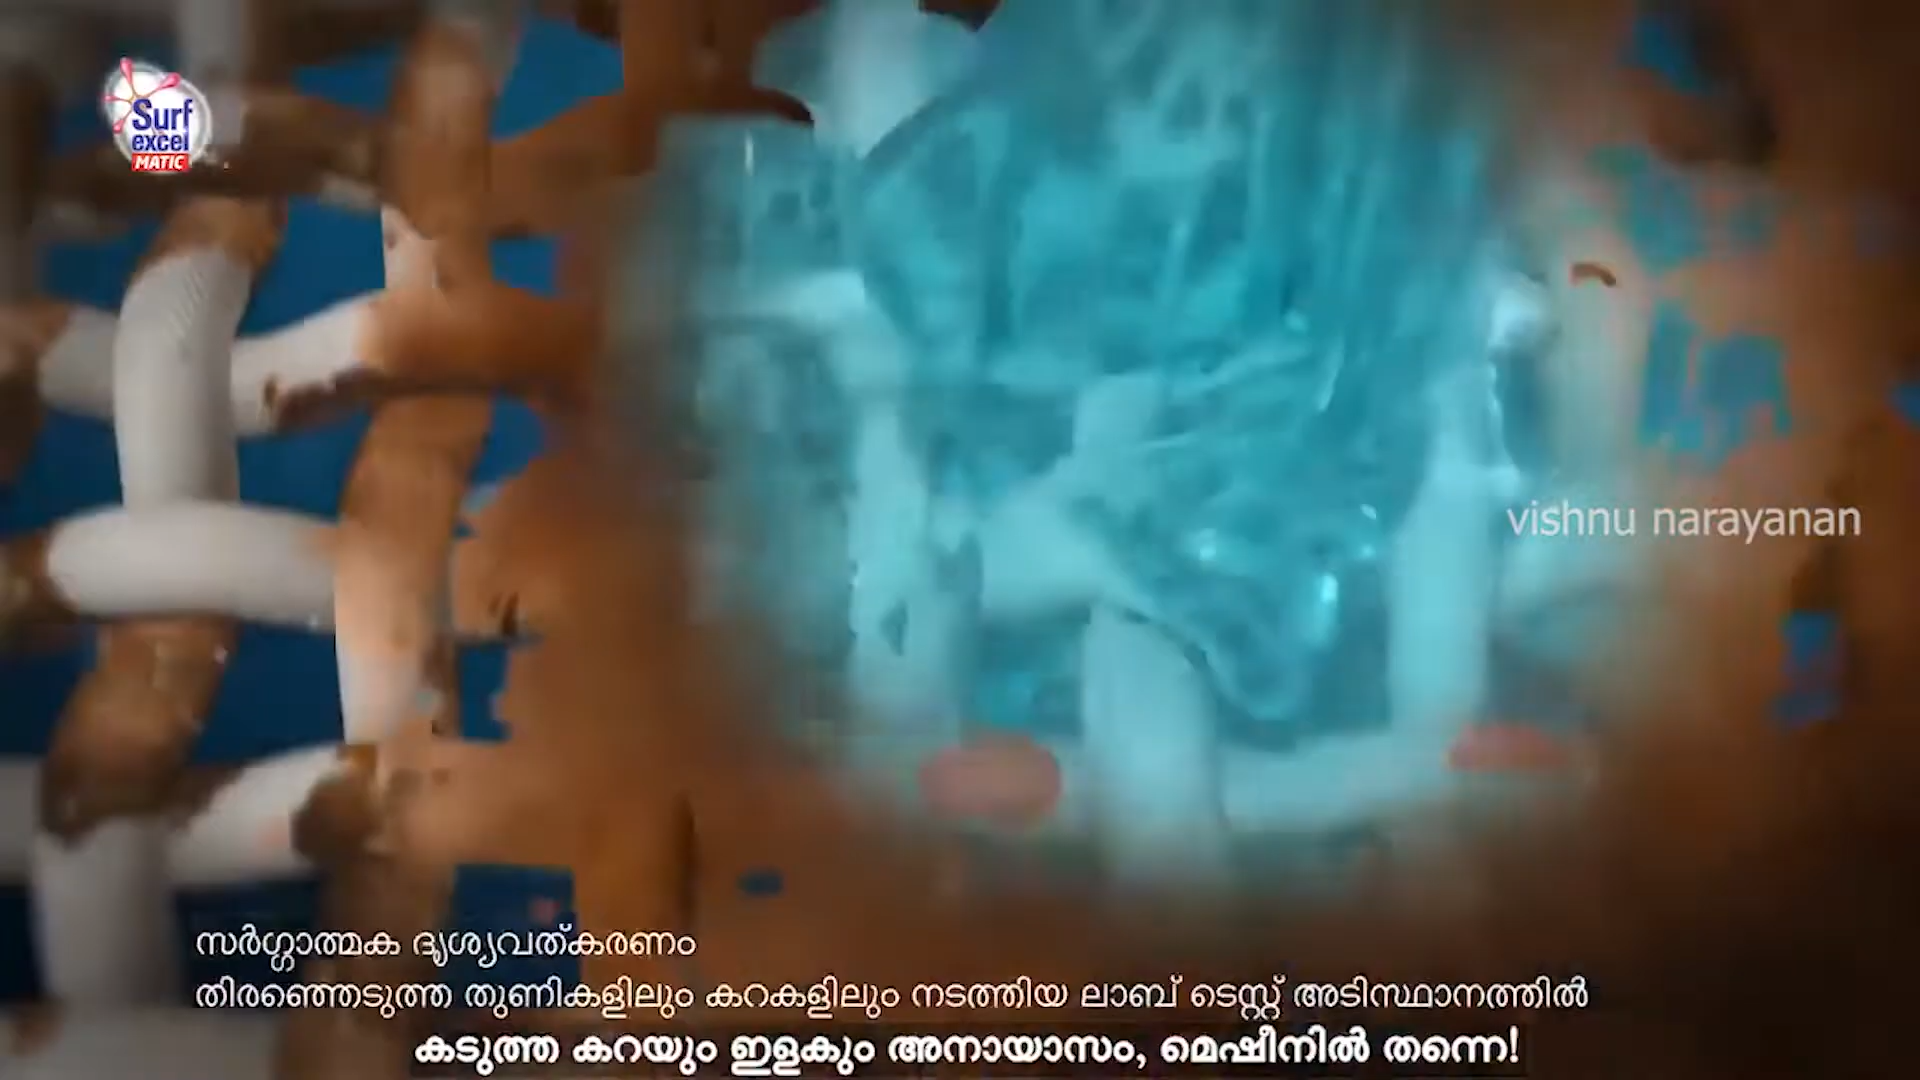 Surf
excel
MATIC
vishnu narayanan
സർഗ്ഗാത്മക ദൃശ്യവത്കരണം
തിരഞ്ഞെടുത്ത തുണികളിലും കറകളിലും നടത്തിയ ലാബ് ടെസ്റ്റ് അടിസ്ഥാനത്തിൽ
കടുത്ത കറയും ഇളകും അനായാസം, മെഷീനിൽ തന്നെ!